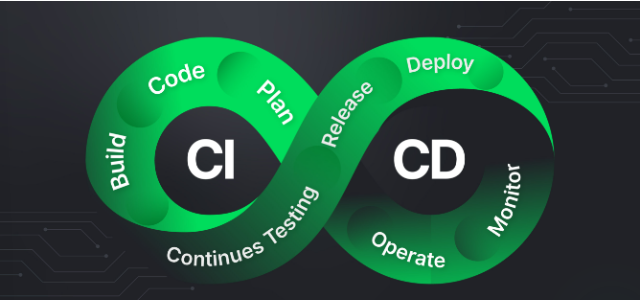 Plan
Code
Build
Continues Testing
Release
Deploy
Monitor
Operate
CI
CD